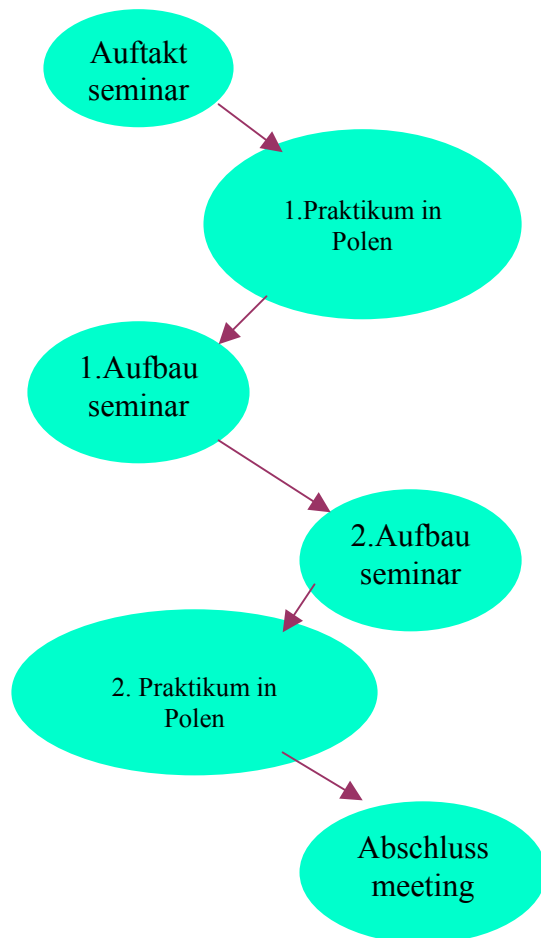 Auftakt
seminar
1.Praktikum in
Polen
1.Aufbau
seminar
2.Aufbau
seminar
2. Praktikum in
Polen
Abschluss
meeting